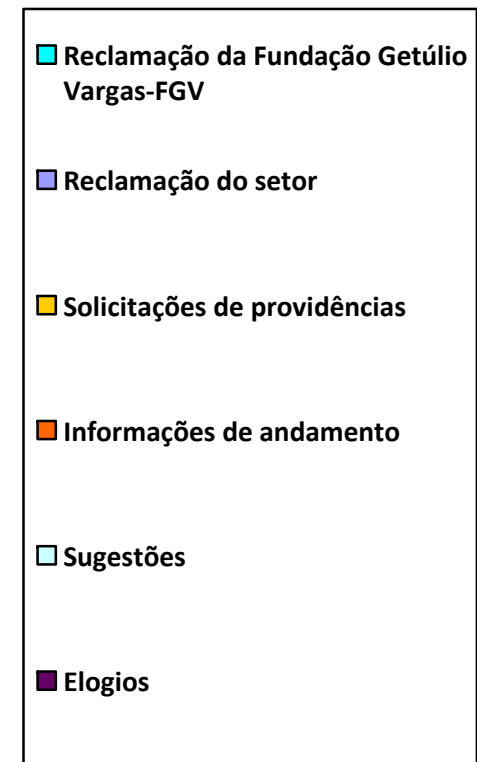 Reclamação da Fundação Getúlio
Vargas-FGV
Reclamação do setor
Solicitações de providências
Informações de andamento
Sugestões
Elogios